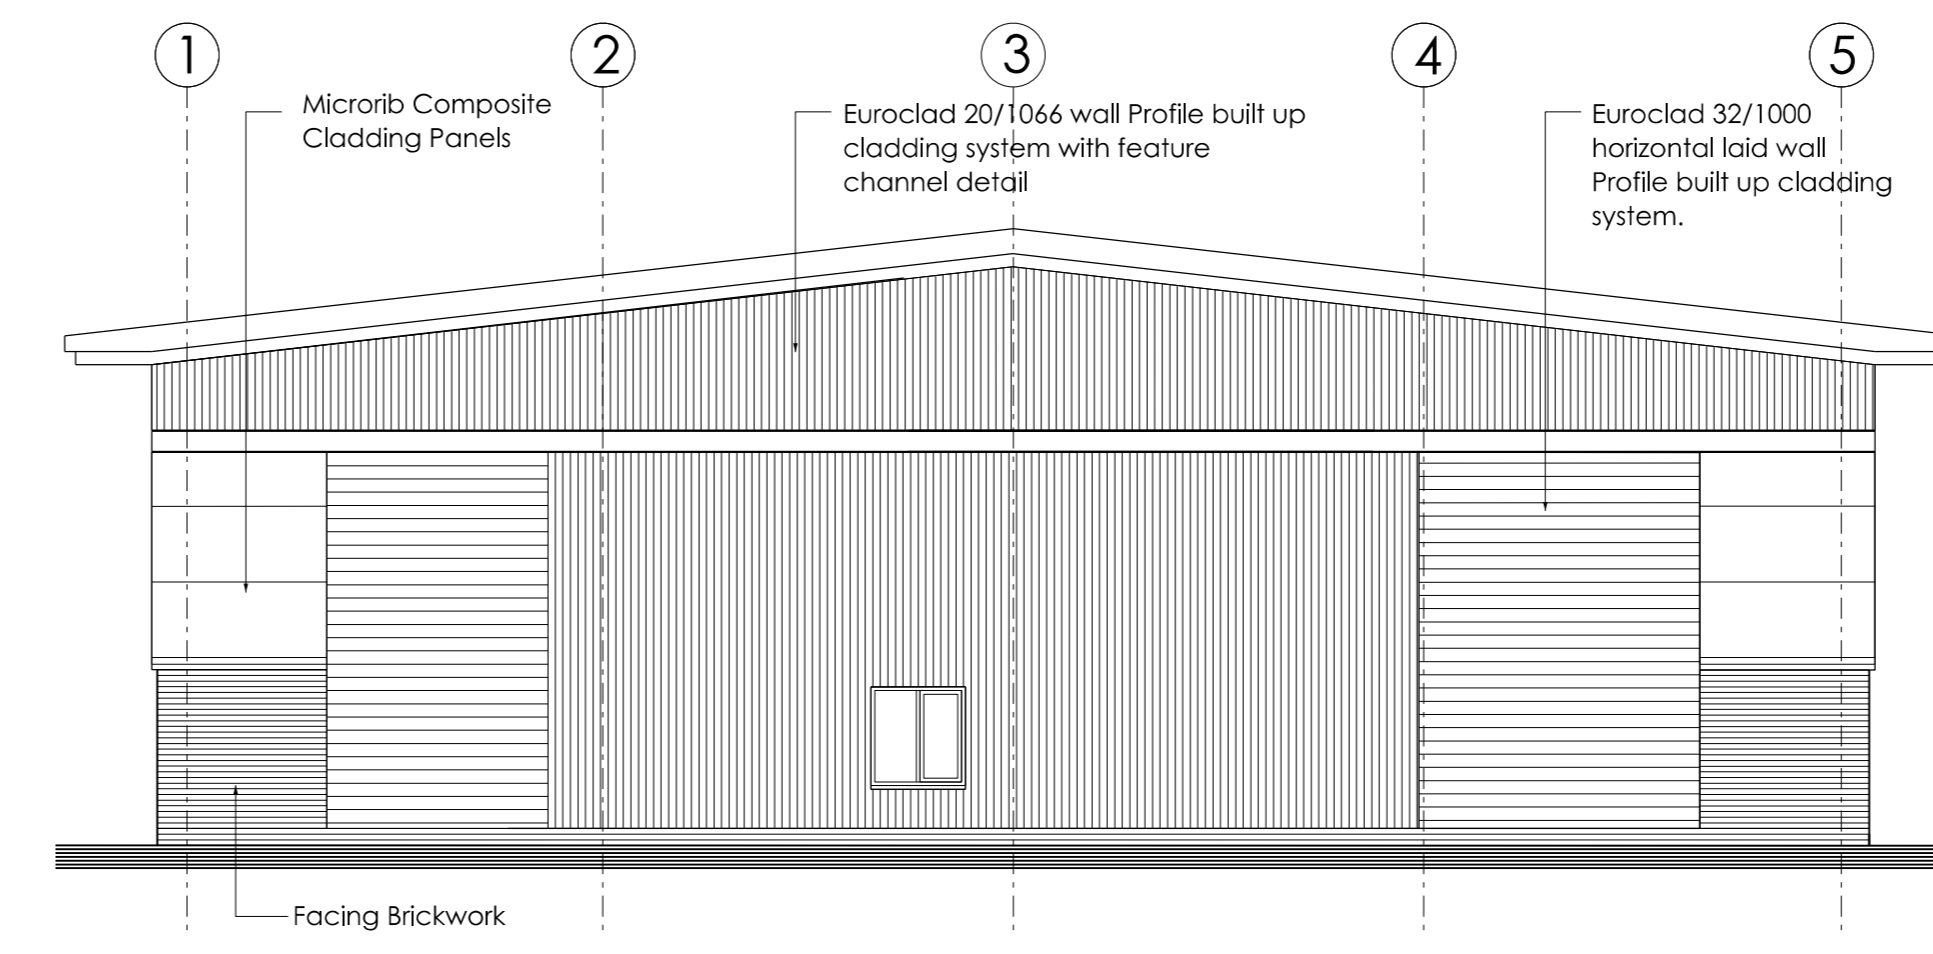 1 2 3 4 5
Microrib Composite
Cladding Panels
Euroclad 20/1066 wall Profile built up
cladding system with feature
channel detail
Euroclad 32/1000
horizontal laid wall
Profile built up cladding
system.
Facing Brickwork